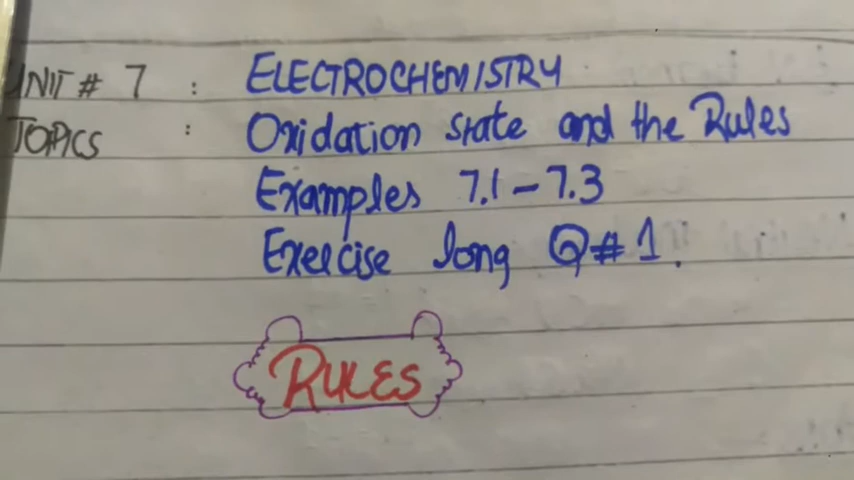 UNIT # 7 : ELECTROCHEMISTRY
TOPICS : Oxidation state and the Rules
Examples 7.1 - 7.3
Exercise long Q # 1.
RULES